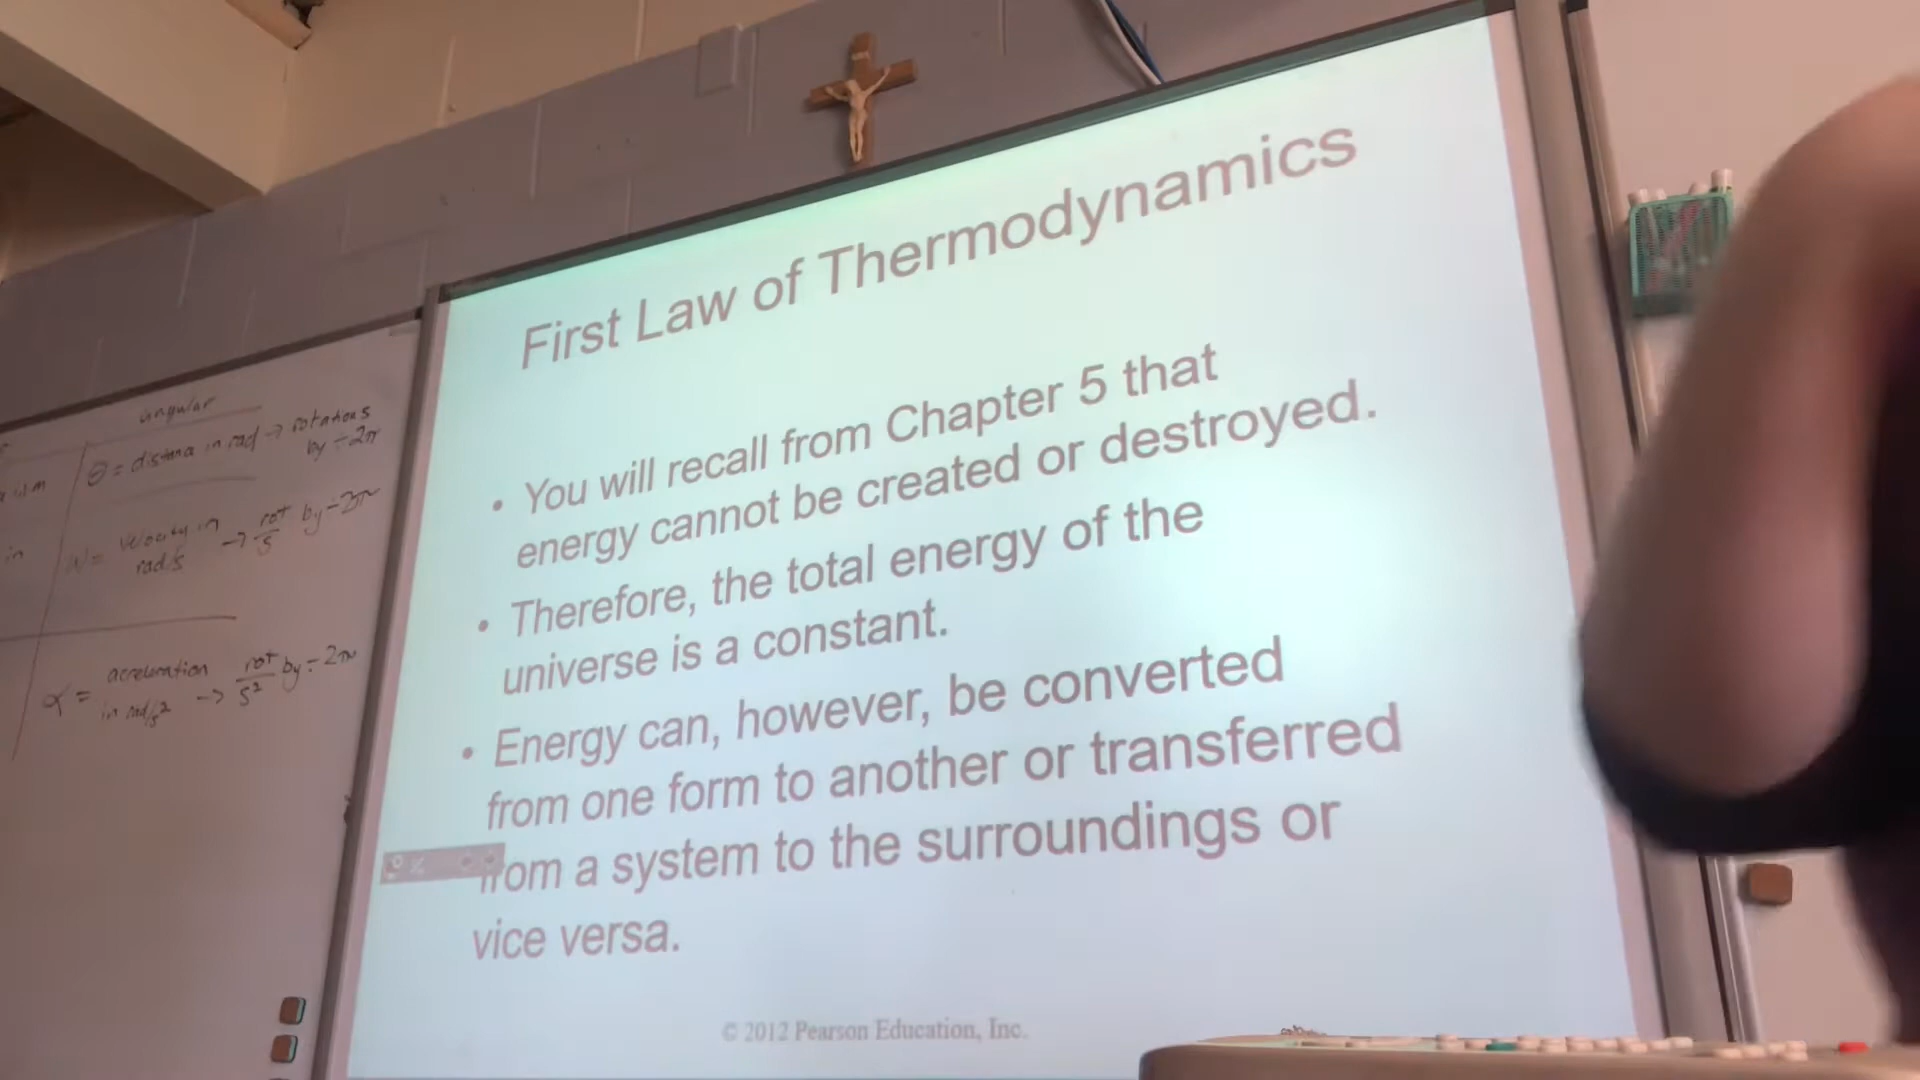 angular
θ = distance in rad → rotations
by ÷ 2π
in
W = velocity in
rad/s
→ rot/s by ÷ 2π
α = acceleration
in rad/s²
→ rot/s² by ÷ 2π
First Law of Thermodynamics
• You will recall from Chapter 5 that
energy cannot be created or destroyed.
• Therefore, the total energy of the
universe is a constant.
• Energy can, however, be converted
from one form to another or transferred
from a system to the surroundings or
vice versa.
© 2012 Pearson Education, Inc.